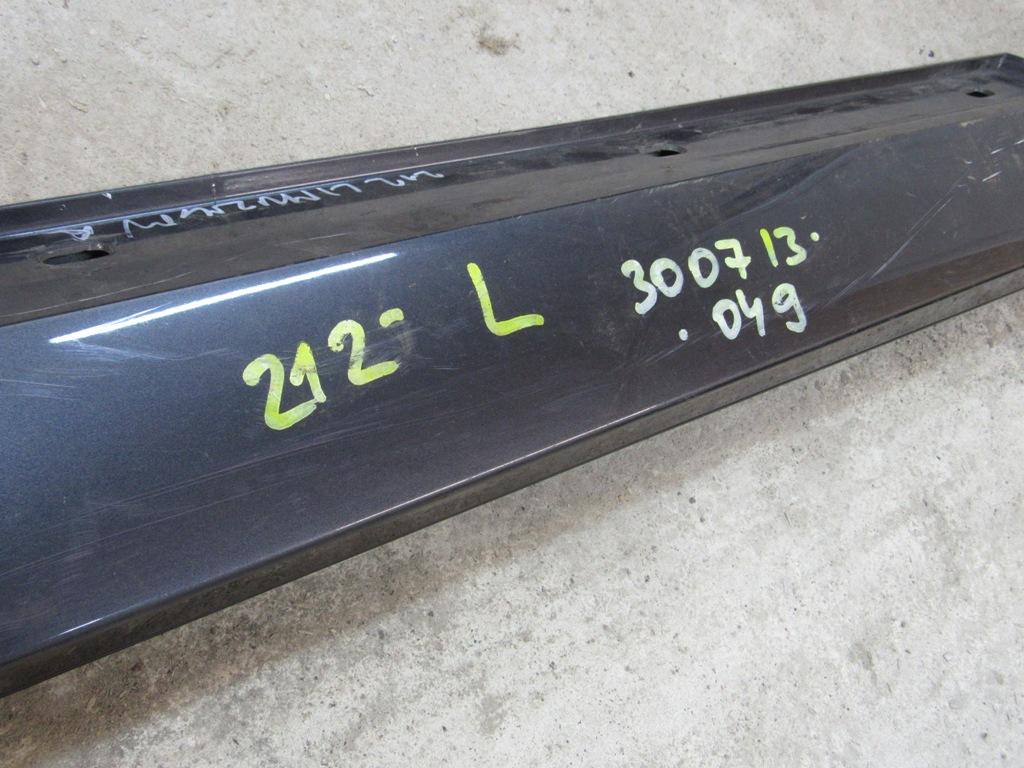 212- L
300713.
. 049